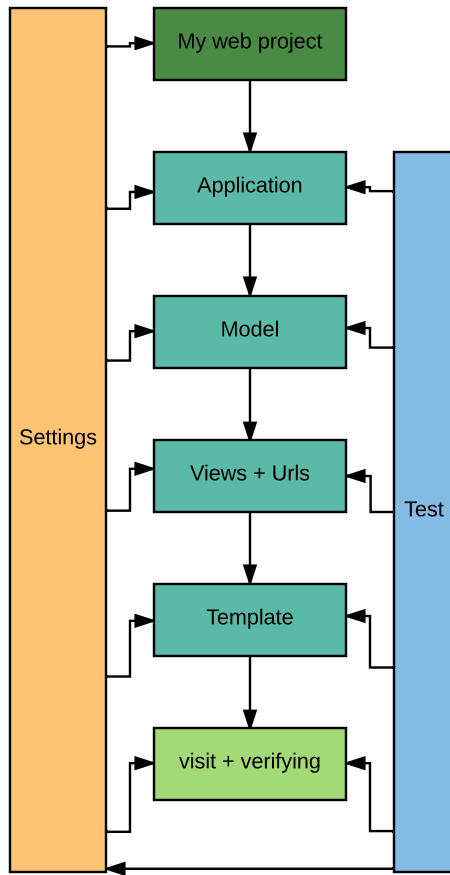 My web project
Application
Model
Settings
Views + Urls
Test
Template
visit + verifying